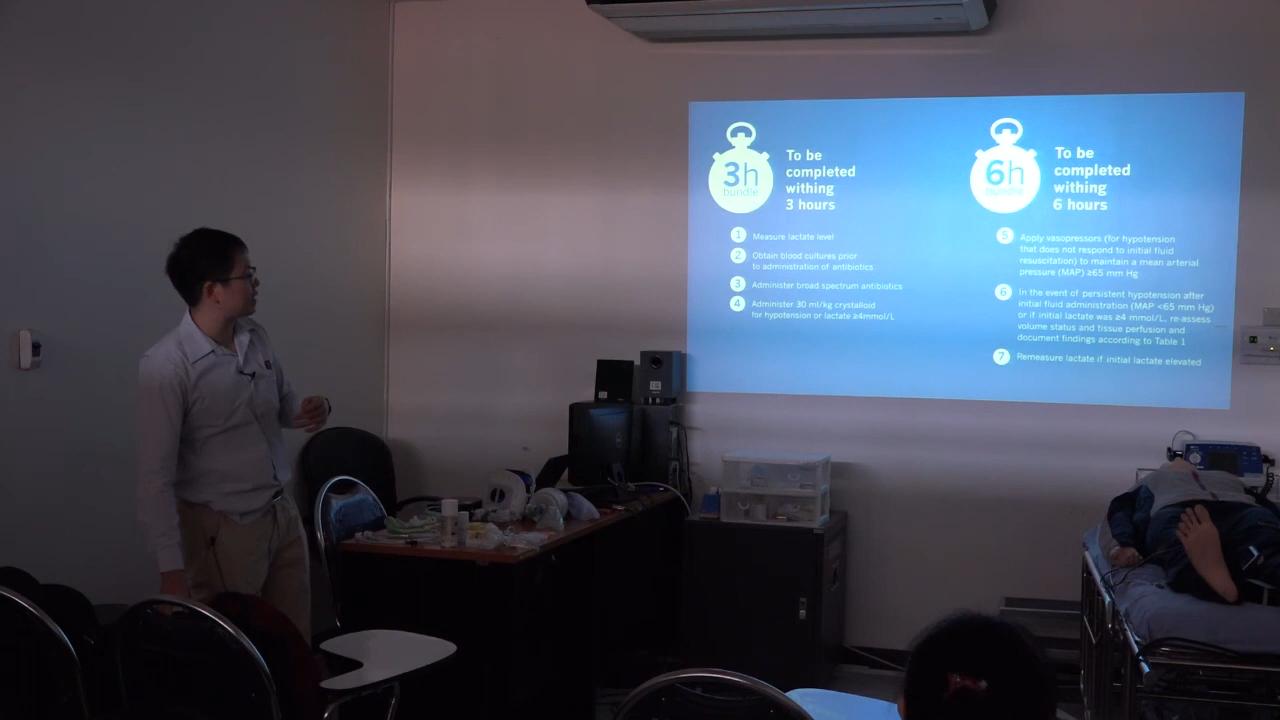 3h
bundle
To be
completed
withing
3 hours
1 Measure lactate level
2 Obtain blood cultures prior
to administration of antibiotics
3 Administer broad spectrum antibiotics
4 Administer 30 ml/kg crystalloid
for hypotension or lactate ≥4mmol/L
6h
bundle
To be
completed
withing
6 hours
5 Apply vasopressors (for hypotension
that does not respond to initial fluid
resuscitation) to maintain a mean arterial
pressure (MAP) ≥65 mm Hg
6 In the event of persistent hypotension after
initial fluid administration (MAP <65 mm Hg)
or if initial lactate was ≥4 mmol/L, re-assess
volume status and tissue perfusion and
document findings according to Table 1
7 Remeasure lactate if initial lactate elevated